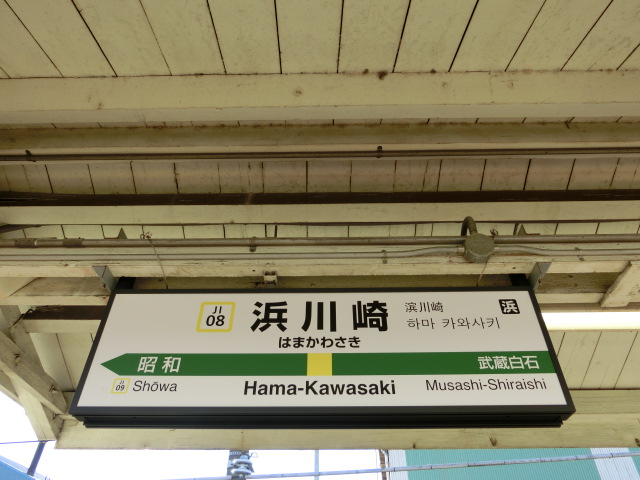 JI
08
浜川崎
浜
滨川崎
하마 카와사키
はまかわさき
昭和
武蔵白石
JI
09
Shōwa
Hama-Kawasaki
Musashi-Shiraishi